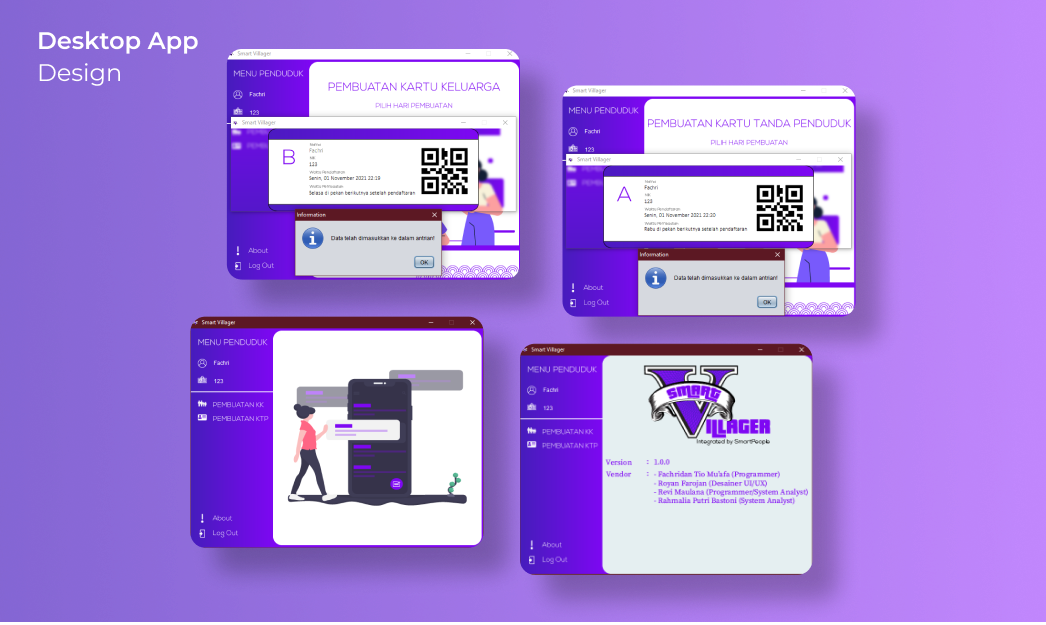 Desktop App
Design
Smart Villager
MENU PENDUDUK
Fachri
123
PEMBUATAN KARTU KELUARGA
PILIH HARI PEMBUATAN
Smart Villager
B
Nama
Fachri
NIK
123
Waktu Pendaftaran
Senin, 01 November 2021 22:19
Waktu Pembuatan
Selasa di pekan berikutnya setelah pendaftaran
Information
Data telah dimasukkan ke dalam antrian!
OK
About
Log Out
Smart Villager
MENU PENDUDUK
Fachri
123
PEMBUATAN KARTU TANDA PENDUDUK
PILIH HARI PEMBUATAN
Smart Villager
A
Fachri
NIK
123
Waktu Pendaftaran
Senin, 01 November 2021 22:20
Waktu Pembuatan
Rabu di pekan berikutnya setelah pendaftaran
Information
Data telah dimasukkan ke dalam antrian!
OK
About
Log Out
Smart Villager
MENU PENDUDUK
Fachri
123
PEMBUATAN KK
PEMBUATAN KTP
About
Log Out
Smart Villager
MENU PENDUDUK
Fachri
123
PEMBUATAN KK
PEMBUATAN KTP
About
Log Out
V
SMART
VILLAGER
Integrated by SmartPeople
Version : 1.0.0
Vendor : - Fachridan Tio Mu'afa (Programmer)
- Royan Farojan (Desainer UI/UX)
- Revi Maulana (Programmer/System Analyst)
- Rahmalia Putri Bastoni (System Analyst)